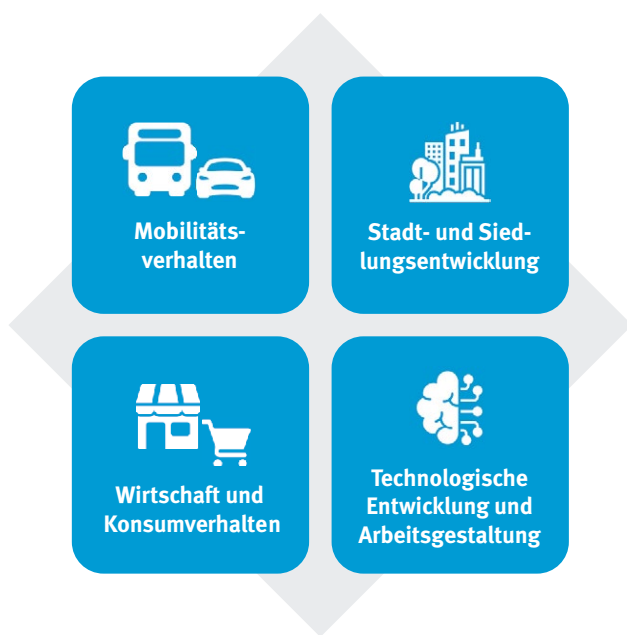 Mobilitäts-
verhalten
Stadt- und Sied-
lungsentwicklung
Wirtschaft und
Konsumverhalten
Technologische
Entwicklung und
Arbeitsgestaltung